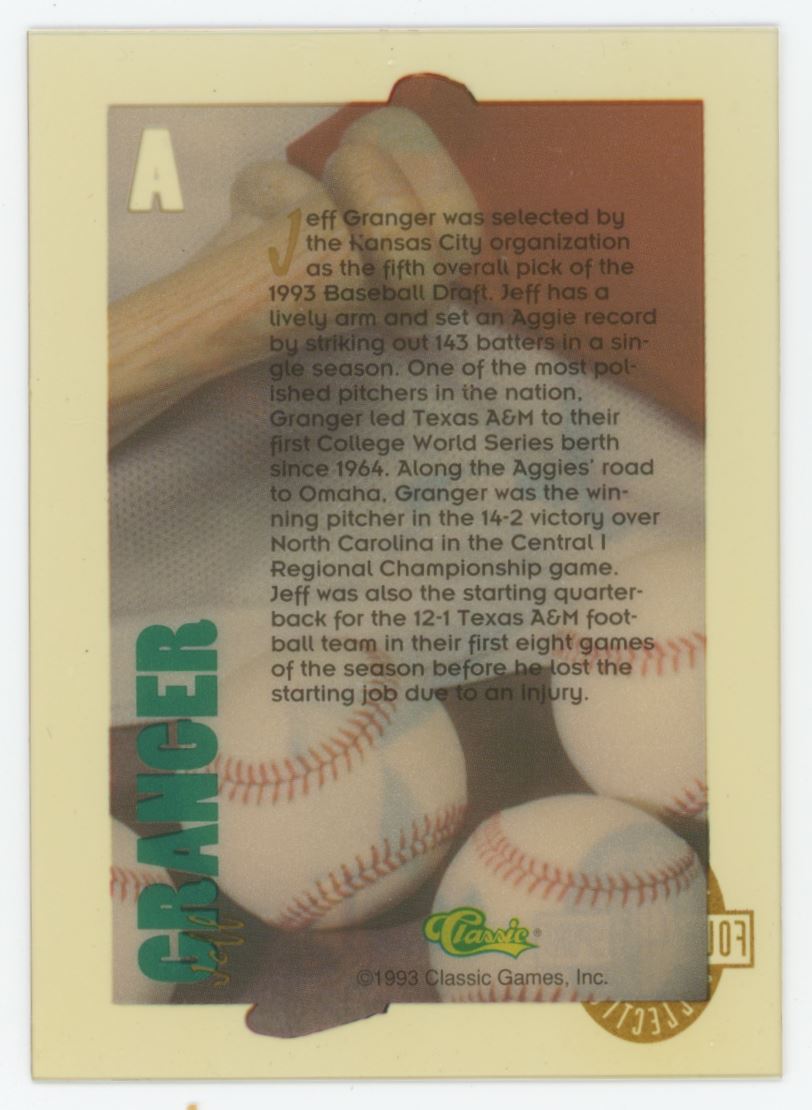 A
Jeff Granger was selected by
the Kansas City organization
as the fifth overall pick of the
1993 Baseball Draft. Jeff has a
lively arm and set an Aggie record
by striking out 143 batters in a sin-
gle season. One of the most pol-
ished pitchers in the nation,
Granger led Texas A&M to their
first College World Series berth
since 1964. Along the Aggies' road
to Omaha, Granger was the win-
ning pitcher in the 14-2 victory over
North Carolina in the Central I
Regional Championship game.
Jeff was also the starting quarter-
back for the 12-1 Texas A&M foot-
ball team in their first eight games
of the season before he lost the
starting job due to an injury.
Jeff
GRANGER
Classic®
©1993 Classic Games, Inc.
FOU